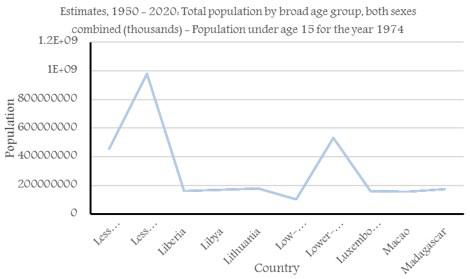 Estimates, 1950 - 2020: Total population by broad age group, both sexes
combined (thousands) - Population under age 15 for the year 1974
1.2E+09
1E+09
800000000
600000000
400000000
200000000
0
Population
Less...
Less...
Liberia
Libya
Lithuania
Low-...
Lower-...
Luxembo...
Macao
Madagascar
Country